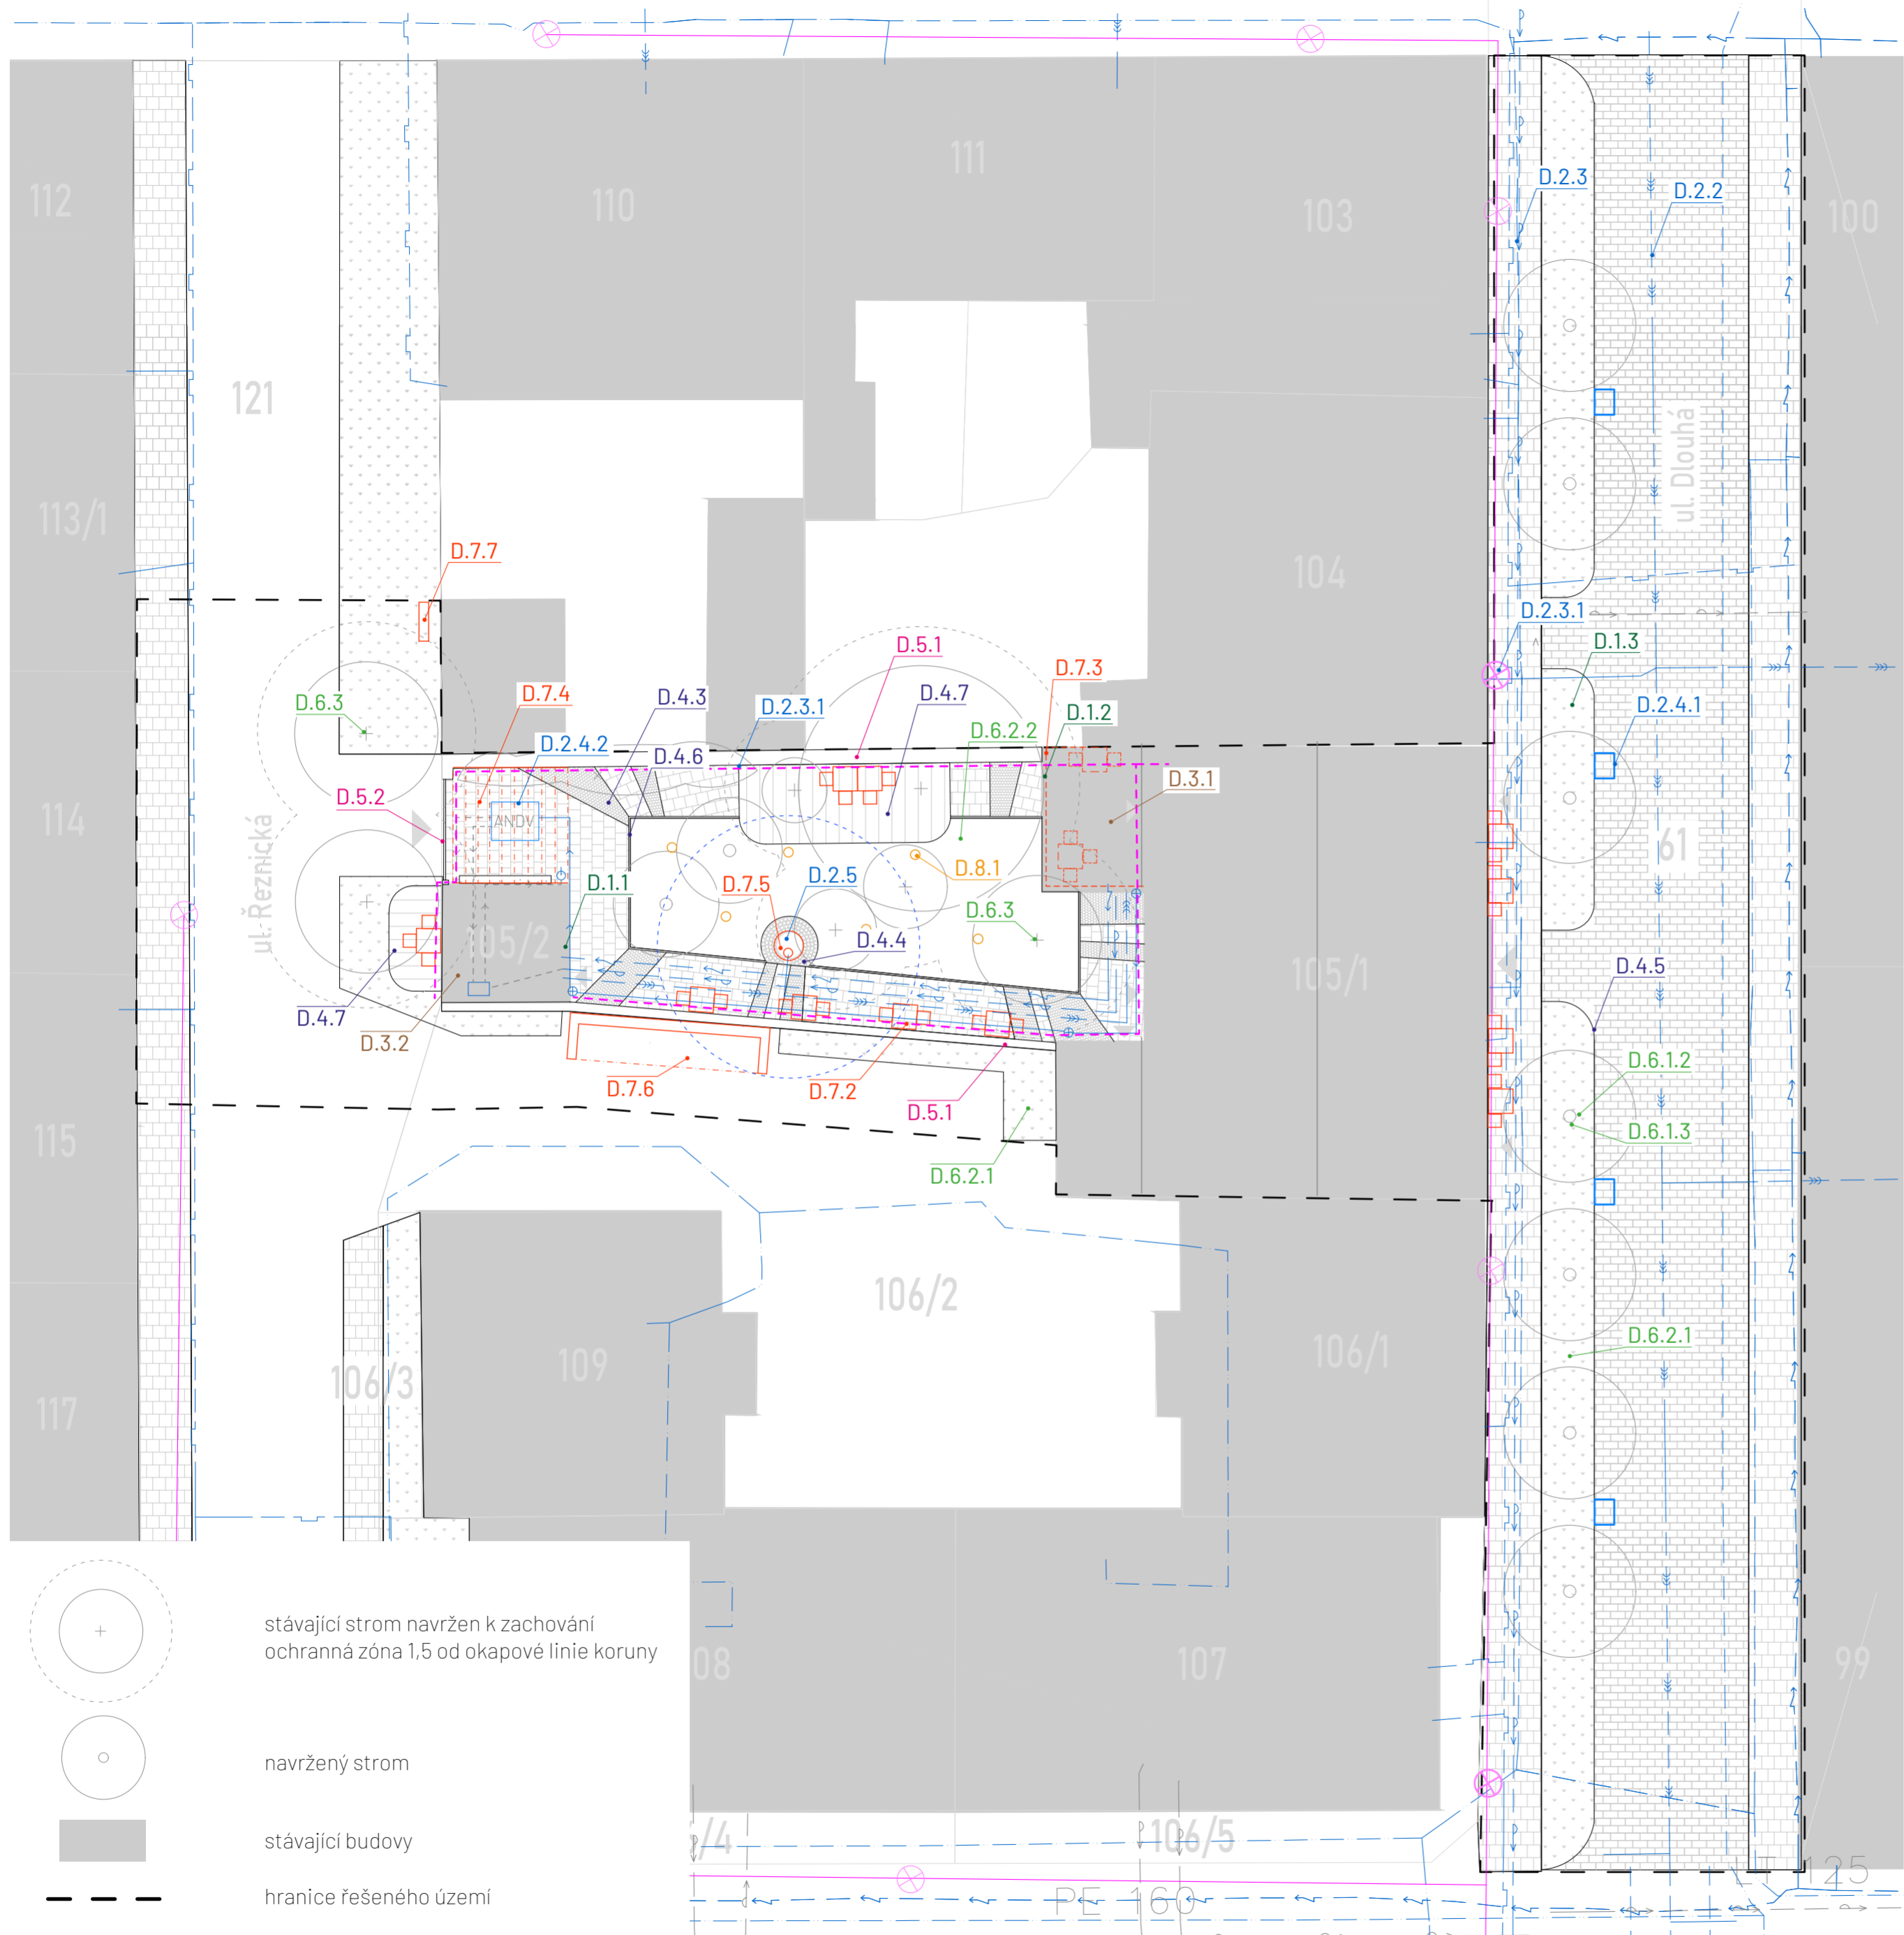 112
110
111
103
100
D.2.3
D.2.2
121
ul. Dlouhá
113/1
104
D.7.7
D.2.3.1
D.1.3
D.5.1
D.7.3
D.6.3
D.7.4
D.4.3
D.2.3.1
D.4.7
D.1.2
D.2.4.1
D.6.2.2
D.2.4.2
D.4.6
D.3.1
D.5.2
114
ul. Řeznická
61
D.8.1
D.7.5
D.2.5
D.1.1
D.6.3
D.4.4
105/2
105/1
D.4.5
D.4.7
D.3.2
D.6.1.2
D.7.6
D.7.2
D.5.1
D.6.1.3
115
D.6.2.1
106/2
D.6.2.1
109
106/1
106/3
117
stávající strom navržen k zachování
ochranná zóna 1,5 od okapové linie koruny
08
107
99
navržený strom
stávající budovy
/4
106/5
LT 125
hranice řešeného území
PE 160